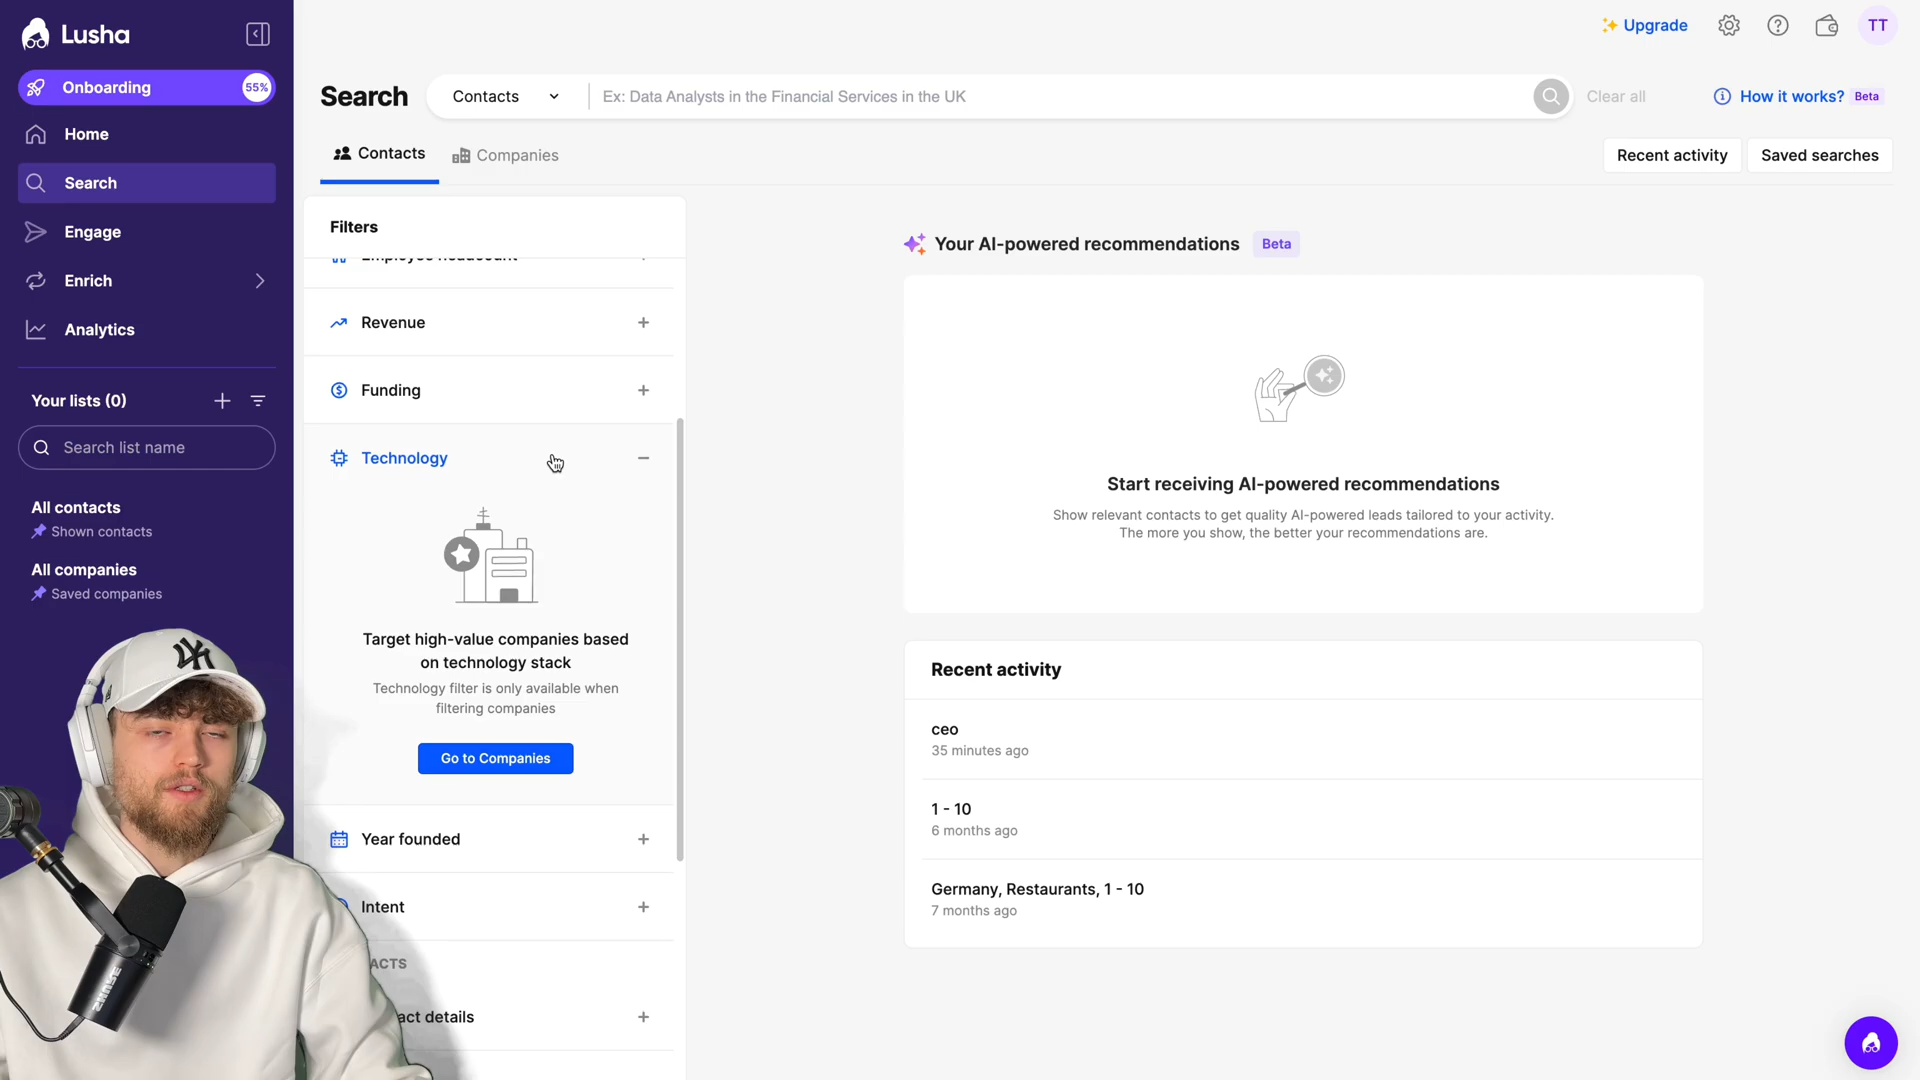 Lusha
Onboarding
55%
Home
Search
Engage
Enrich
Analytics
Your lists (0)
Search list name
All contacts
Shown contacts
All companies
Saved companies
Upgrade
TT
Search
Contacts
Ex: Data Analysts in the Financial Services in the UK
Clear all
How it works?
Beta
Contacts
Companies
Recent activity
Saved searches
Filters
Employee headcount
Revenue
Funding
Technology
Target high-value companies based
on technology stack
Technology filter is only available when
filtering companies
Go to Companies
Year founded
Intent
ACTS
act details
Your AI-powered recommendations
Beta
Start receiving AI-powered recommendations
Show relevant contacts to get quality AI-powered leads tailored to your activity.
The more you show, the better your recommendations are.
Recent activity
ceo
35 minutes ago
1 - 10
6 months ago
Germany, Restaurants, 1 - 10
7 months ago
SHURE